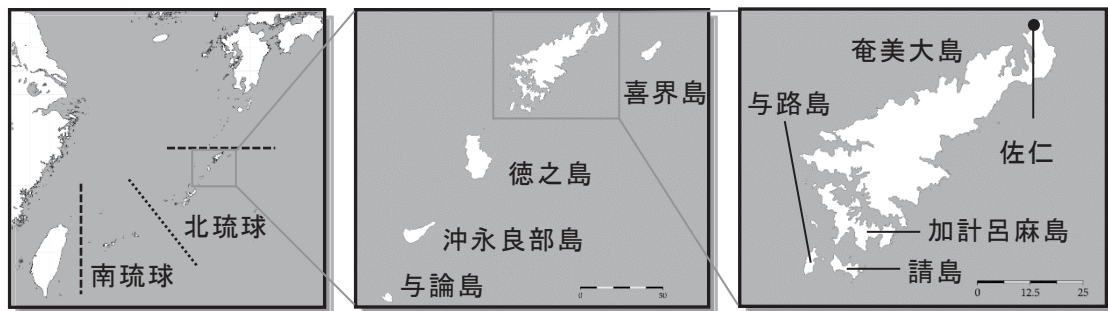 北琉球
南琉球
喜界島
徳之島
沖永良部島
与論島
0 50
奄美大島
与路島
佐仁
加計呂麻島
請島
0 12.5 25